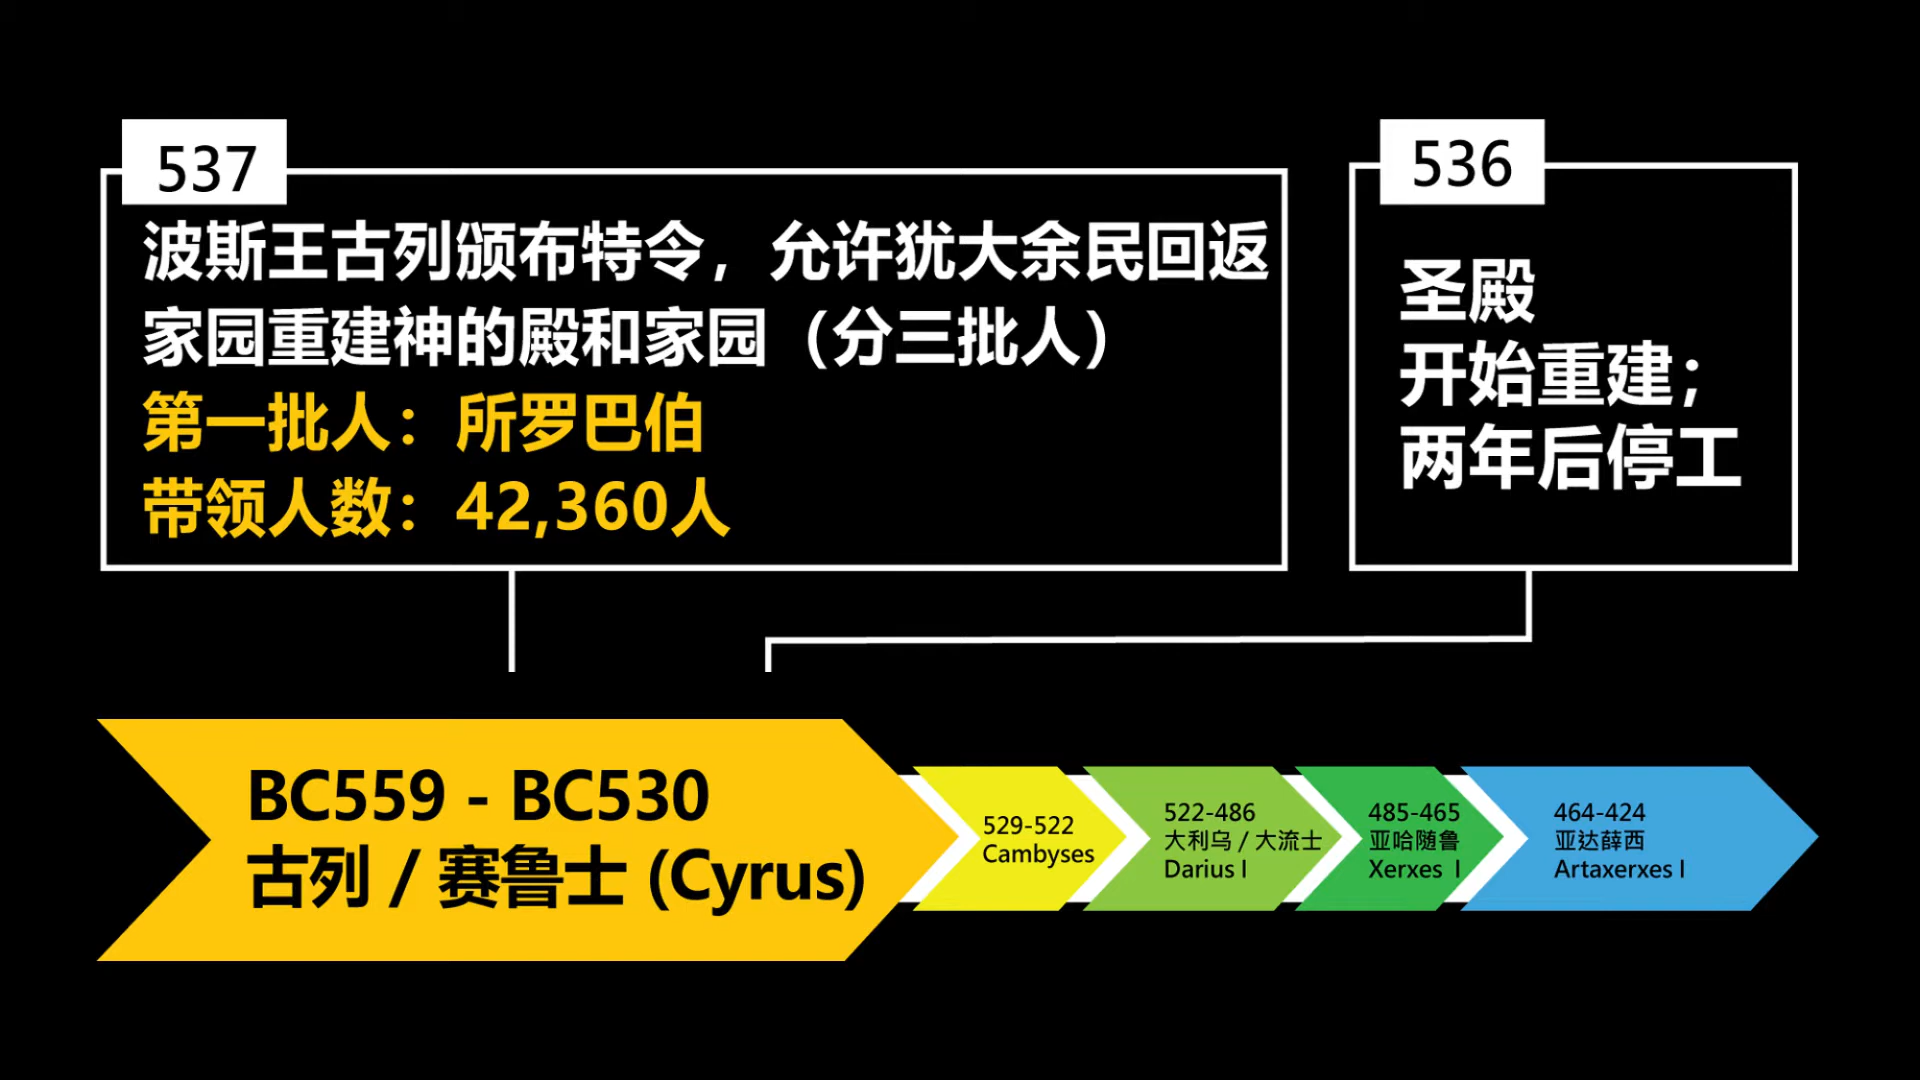 537
波斯王古列颁布特令，允许犹大余民回返
家园重建神的殿和家园（分三批人）
第一批人：所罗巴伯
带领人数：42,360人
536
圣殿
开始重建；
两年后停工
BC559 - BC530
古列 / 赛鲁士 (Cyrus)
529-522
Cambyses
522-486
大利乌 / 大流士
Darius I
485-465
亚哈随鲁
Xerxes I
464-424
亚达薛西
Artaxerxes I